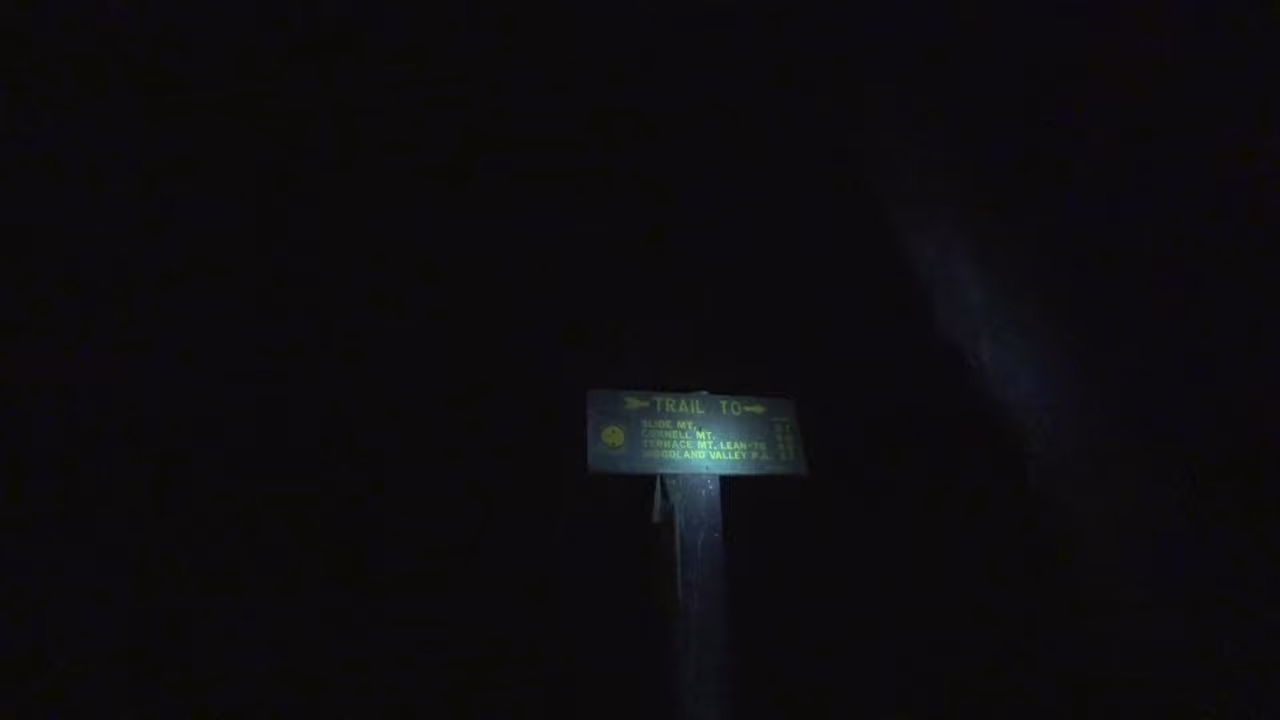 TRAIL TO
SLIDE MT.
CORNELL MT.
TERRACE MT. LEAN-TO
WOODLAND VALLEY P.A.